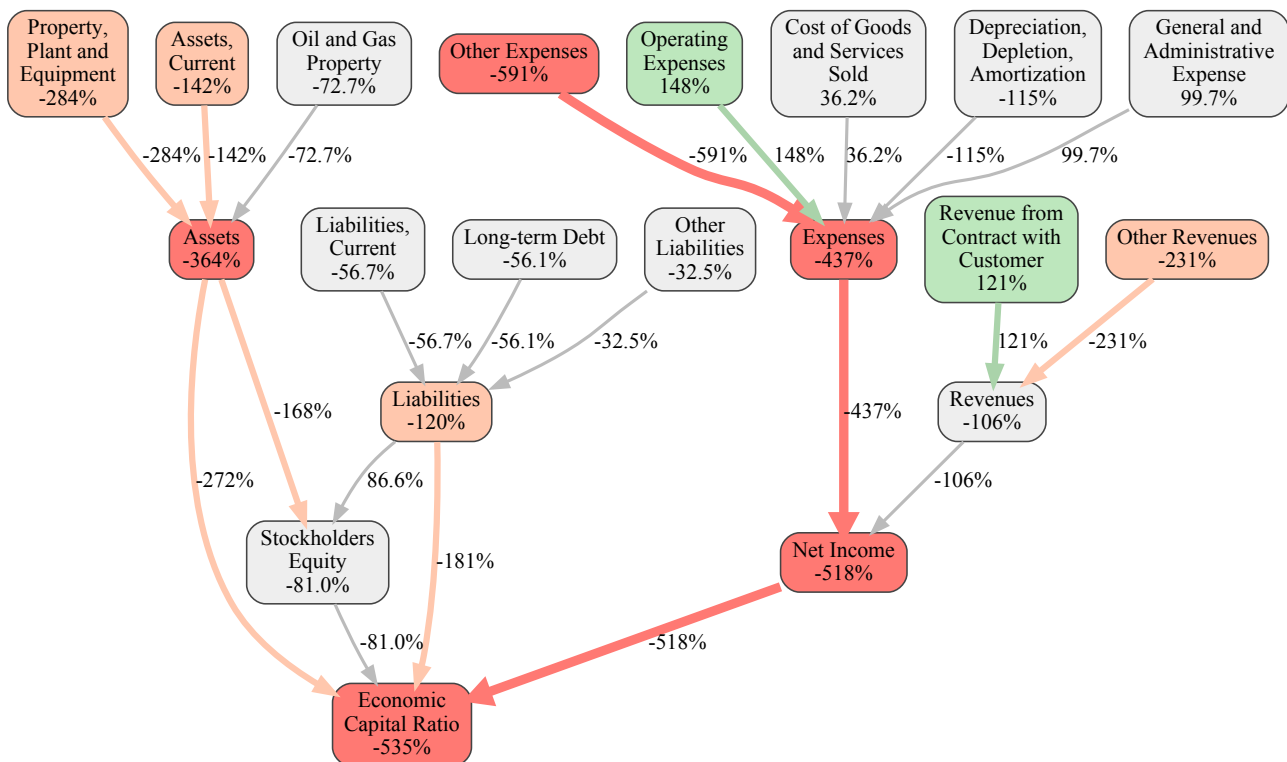 Property,
Plant and
Equipment
-284%
Assets,
Current
-142%
Oil and Gas
Property
-72.7%
Other Expenses
-591%
Operating
Expenses
148%
Cost of Goods
and Services
Sold
36.2%
Depreciation,
Depletion,
Amortization
-115%
General and
Administrative
Expense
99.7%
-284%
-142%
-72.7%
-591%
148%
36.2%
-115%
99.7%
Assets
-364%
Liabilities,
Current
-56.7%
Long-term Debt
-56.1%
Other
Liabilities
-32.5%
Expenses
-437%
Revenue from
Contract with
Customer
121%
Other Revenues
-231%
-56.7%
-56.1%
-32.5%
121%
-231%
-168%
Liabilities
-120%
-437%
Revenues
-106%
-272%
86.6%
-106%
Stockholders
Equity
-81.0%
-181%
Net Income
-518%
-81.0%
-518%
Economic
Capital Ratio
-535%